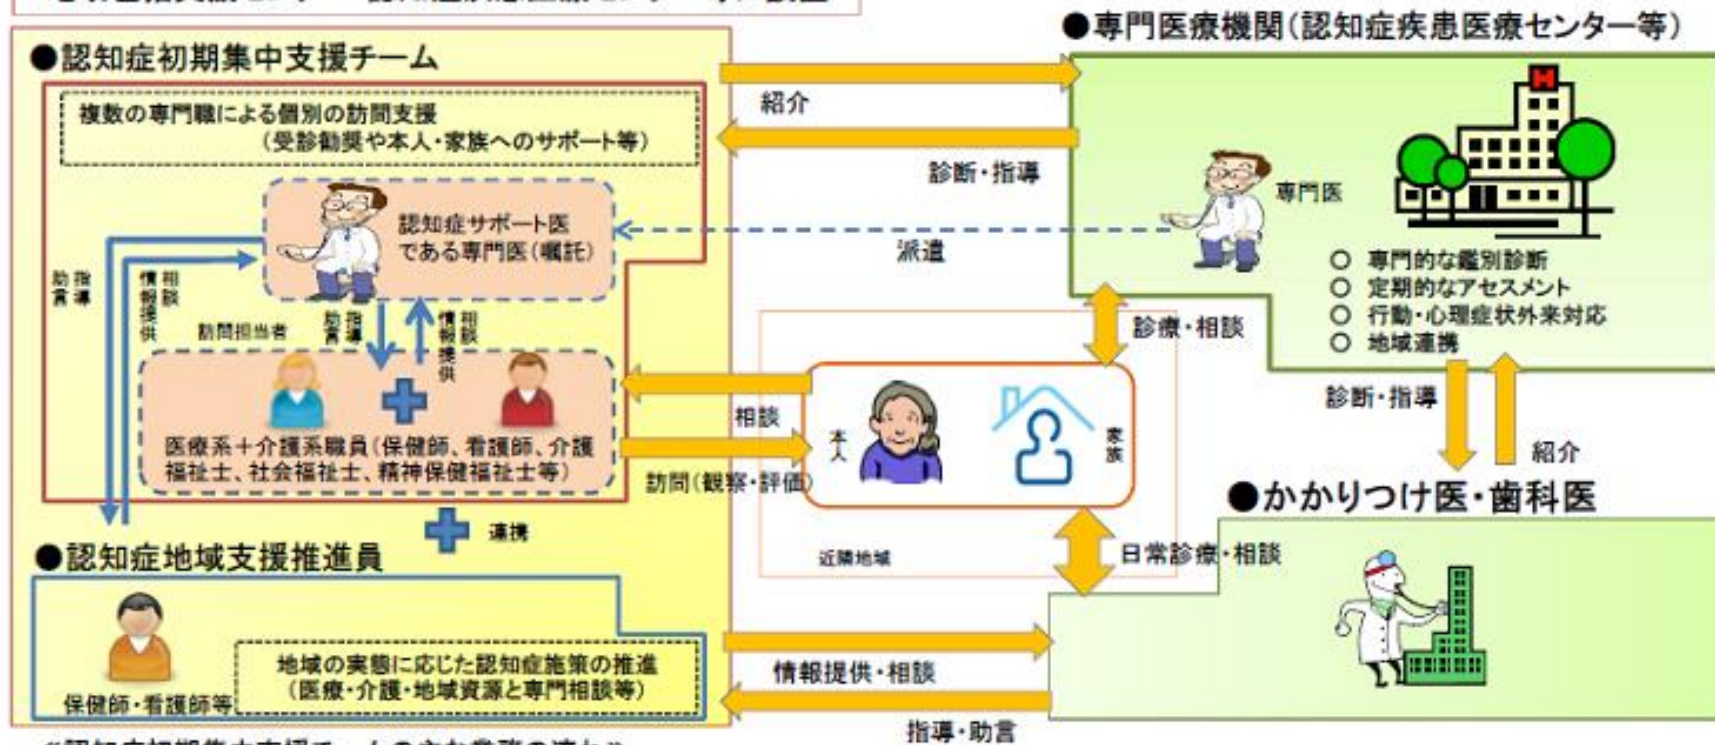 ●認知症初期集中支援チーム
複数の専門職による個別の訪問支援
(受診勧奨や本人・家族へのサポート等)
認知症サポート医
である専門医(嘱託)
指導
助言
相談
情報提供
訪問担当者
指導
助言
相談
情報提供
医療系+介護系職員(保健師、看護師、介護
福祉士、社会福祉士、精神保健福祉士等)
連携
●認知症地域支援推進員
保健師・看護師等
地域の実態に応じた認知症施策の推進
(医療・介護・地域資源と専門相談等)
紹介
診断・指導
派遣
診療・相談
相談
訪問(観察・評価)
本人
家族
近隣地域
日常診療・相談
情報提供・相談
指導・助言
●専門医療機関(認知症疾患医療センター等)
H
専門医
○ 専門的な鑑別診断
○ 定期的なアセスメント
○ 行動・心理症状外来対応
○ 地域連携
診断・指導
紹介
●かかりつけ医・歯科医